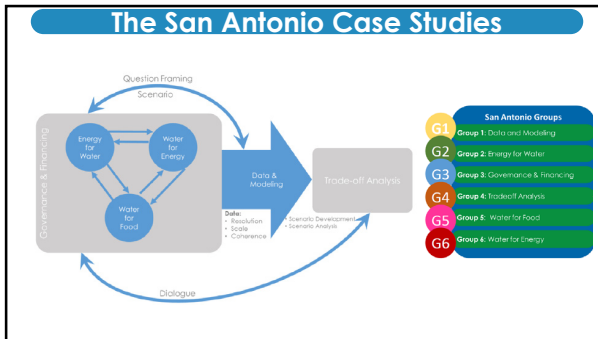 The San Antonio Case Studies
Question Framing
Scenario
Governance & Financing
Energy
for
Water
Water
for
Energy
Water
for
Food
Data &
Modeling
Data:
• Resolution
• Scale
• Coherence
• Scenario Development
• Scenario Analysis
Trade-off Analysis
Dialogue
San Antonio Groups
G1
Group 1: Data and Modeling
G2
Group 2: Energy for Water
G3
Group 3: Governance & Financing
G4
Group 4: Tradeoff Analysis
G5
Group 5: Water for Food
G6
Group 6: Water for Energy